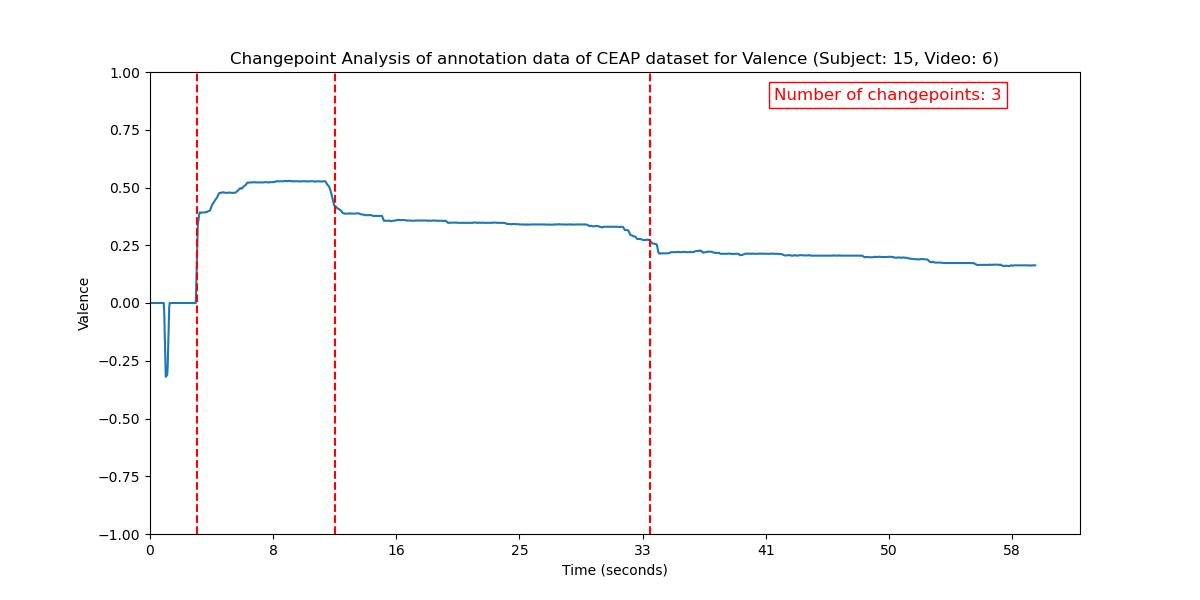 Changepoint Analysis of annotation data of CEAP dataset for Valence (Subject: 15, Video: 6)
Number of changepoints: 3
1.00
0.75
0.50
0.25
0.00
−0.25
−0.50
−0.75
−1.00
Valence
0 8 16 25 33 41 50 58
Time (seconds)